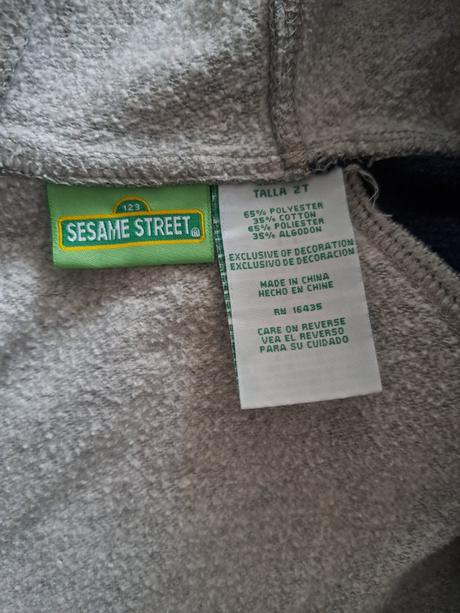 123
SESAME STREET®
TALLA 2T
65% POLYESTER
35% COTTON
65% POLIESTER
35% ALGODON
EXCLUSIVE OF DECORATION
EXCLUSIVO DE DECORACION
MADE IN CHINA
HECHO EN CHINE
RN 16435
CARE ON REVERSE
VEA EL REVERSO
PARA SU CUIDADO